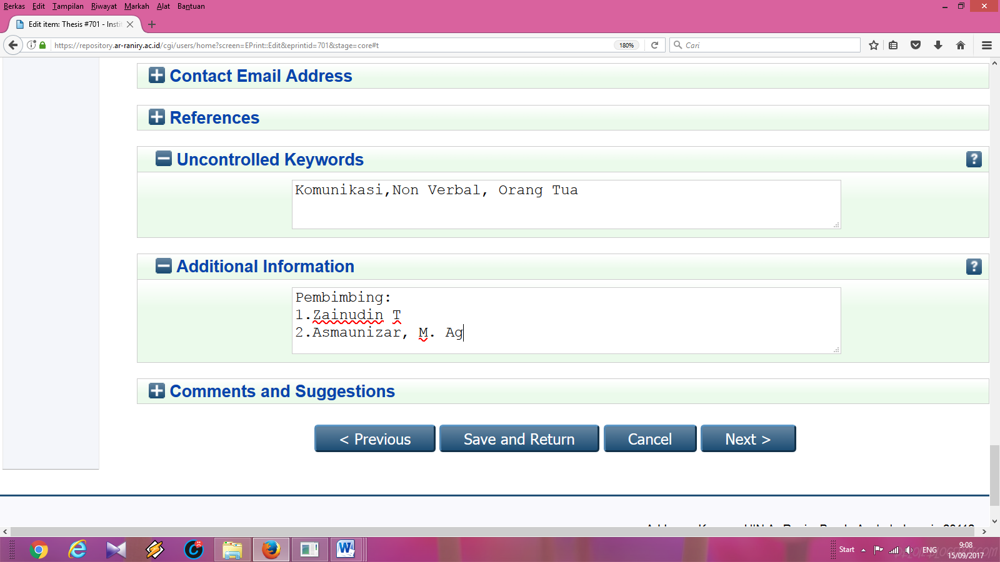 Berkas Edit Tampilan Riwayat Markah Alat Bantuan
Edit item: Thesis #701 - Insti
https://repository.ar-raniry.ac.id/cgi/users/home?screen=EPrint::Edit&eprintid=701&stage=core#t
180%
Cari
Contact Email Address
References
Uncontrolled Keywords
?
Komunikasi,Non Verbal, Orang Tua
Additional Information
?
Pembimbing:
1.Zainudin T
2.Asmaunizar, M. Ag
Comments and Suggestions
< Previous
Save and Return
Cancel
Next >
Start
ENG
9:08
15/09/2017